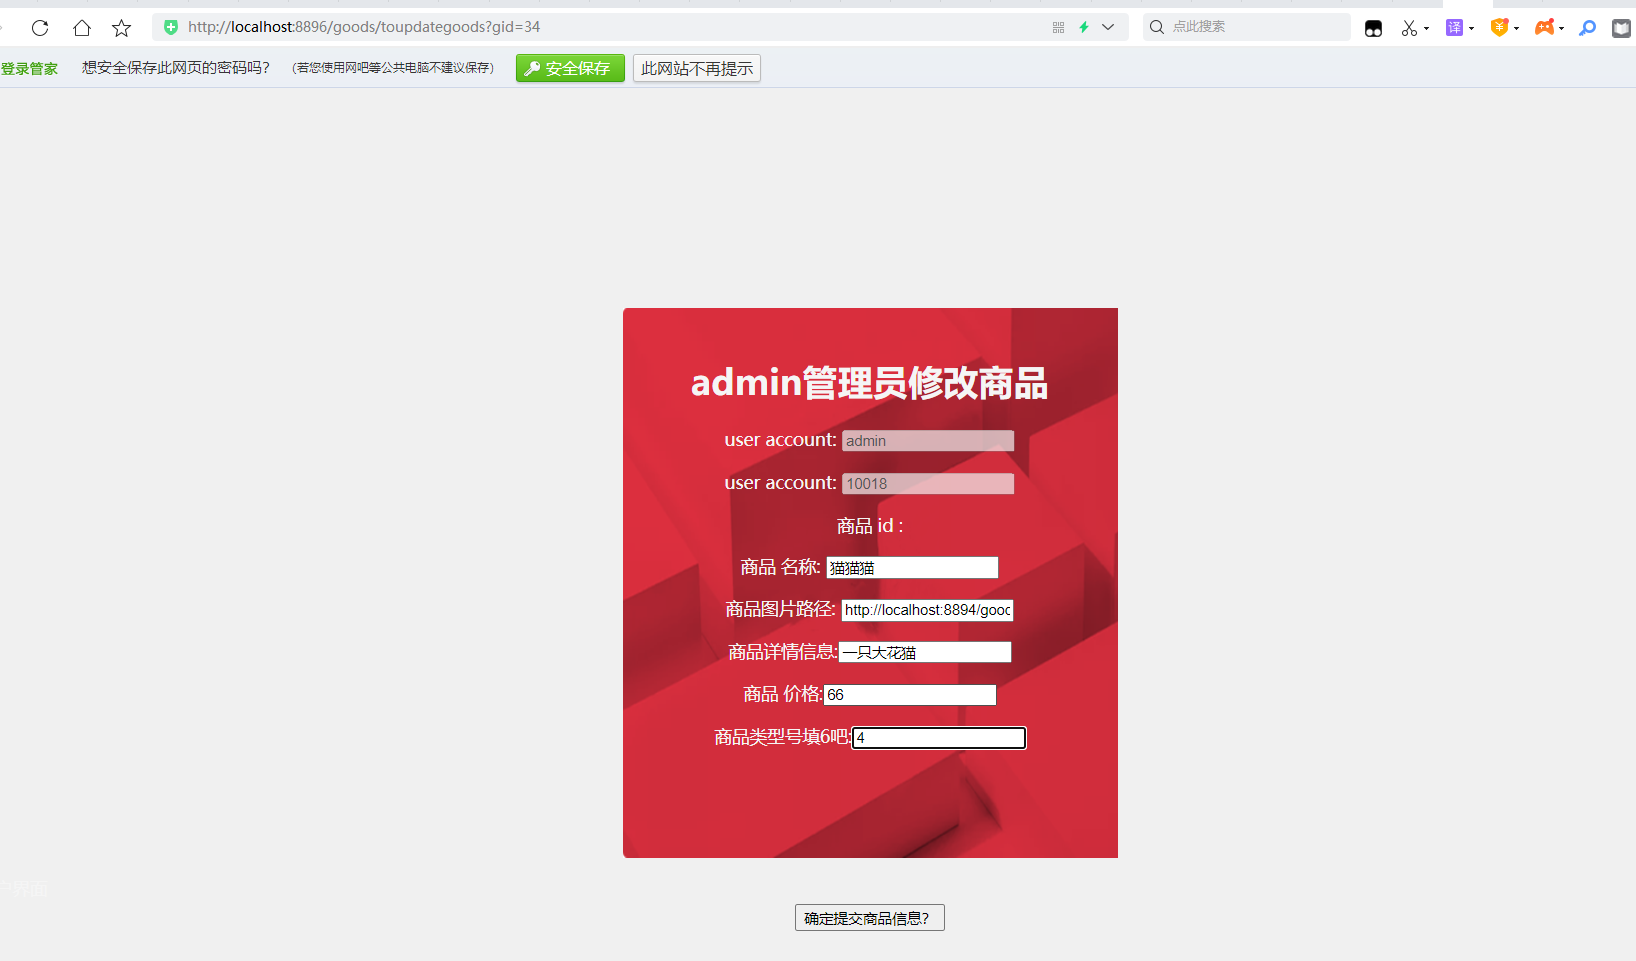 http://localhost:8896/goods/toupdategoods?gid=34
点此搜索
译
登录管家 想安全保存此网页的密码吗? (若您使用网吧等公共电脑不建议保存) 安全保存 此网站不再提示
admin管理员修改商品
user account: admin
user account: 10018
商品 id :
商品 名称: 猫猫猫
商品图片路径: http://localhost:8894/good
商品详情信息: 一只大花猫
商品 价格: 66
商品类型号填6吧: 4
户界面
确定提交商品信息?